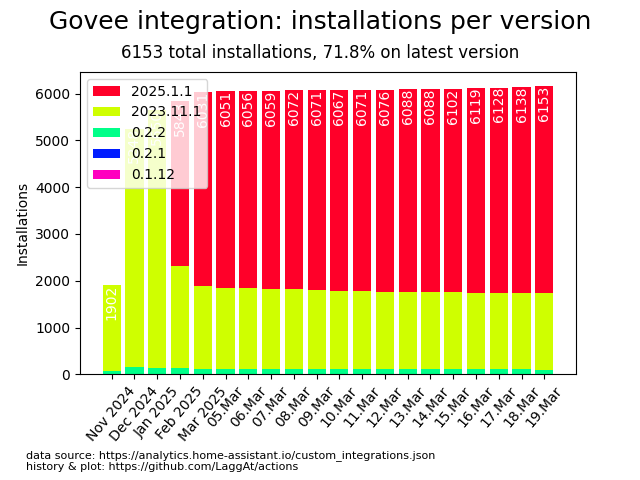 Govee integration: installations per version
6153 total installations, 71.8% on latest version
Installations
6000
5000
4000
3000
2000
1000
0
2025.1.1
2023.11.1
0.2.2
0.2.1
0.1.12
1902
6051
6056
6059
6072
6071
6067
6071
6076
6088
6088
6102
6119
6128
6138
6153
Nov 2024
Dec 2024
Jan 2025
Feb 2025
Mar 2025
05.Mar
06.Mar
07.Mar
08.Mar
09.Mar
10.Mar
11.Mar
12.Mar
13.Mar
14.Mar
15.Mar
16.Mar
17.Mar
18.Mar
19.Mar
data source: https://analytics.home-assistant.io/custom_integrations.json
history & plot: https://github.com/LaggAt/actions